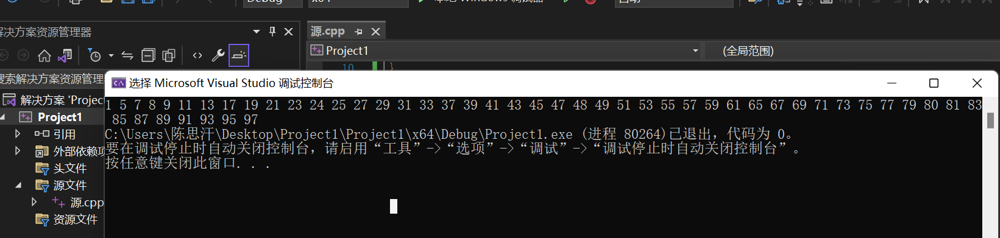 Debug x64 本地 Windows 调试器 自动
解决方案资源管理器
源.cpp
Project1 (全局范围)
10 }
搜索解决方案资源管理
选择 Microsoft Visual Studio 调试控制台
解决方案 'Project
Project1
引用
外部依赖项
头文件
源文件
源.cpp
资源文件
1 5 7 8 9 11 13 17 19 21 23 24 25 27 29 31 33 37 39 41 43 45 47 48 49 51 53 55 57 59 61 65 67 69 71 73 75 77 79 80 81 83
85 87 89 91 93 95 97
C:\Users\陈思汗\Desktop\Project1\Project1\x64\Debug\Project1.exe (进程 80264)已退出，代码为 0。
要在调试停止时自动关闭控制台，请启用“工具”->“选项”->“调试”->“调试停止时自动关闭控制台”。
按任意键关闭此窗口. . .